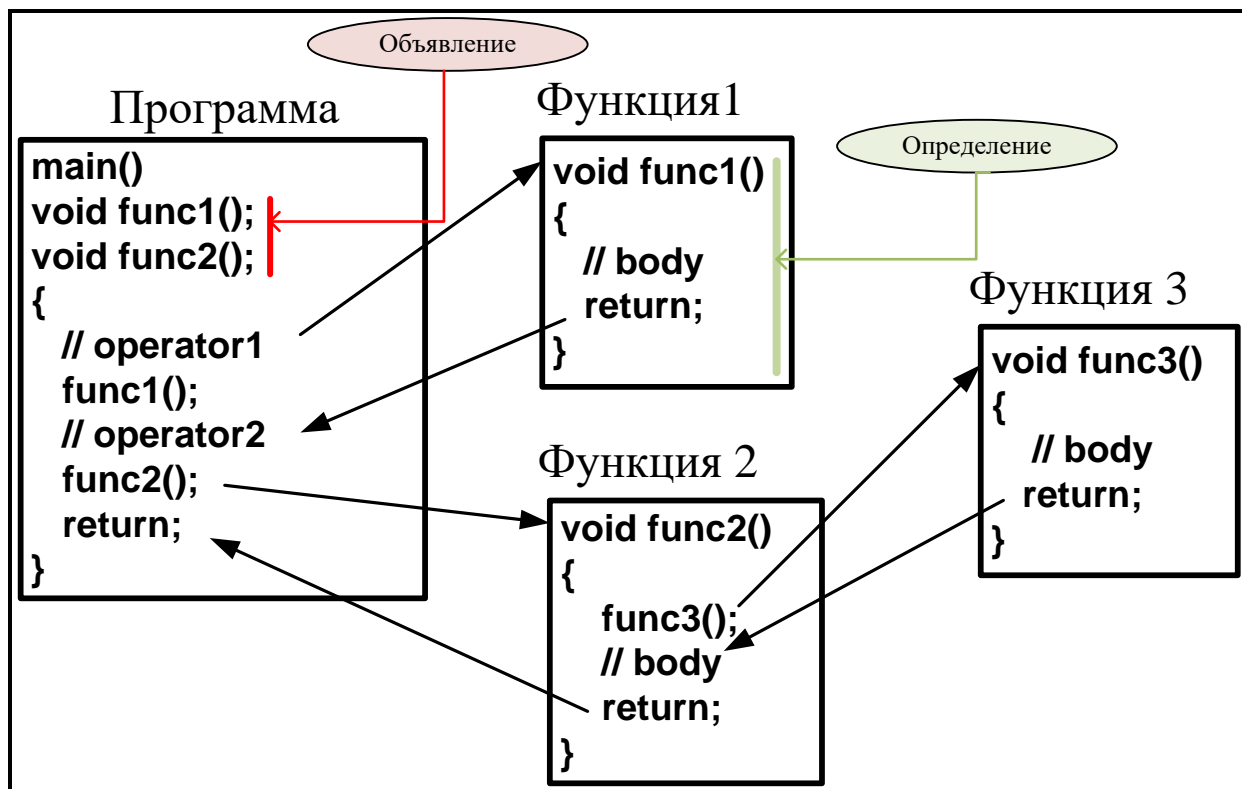 Объявление
Программа
main()
void func1();
void func2();
{
// operator1
func1();
// operator2
func2();
return;
}
Функция1
void func1()
{
// body
return;
}
Определение
Функция 2
void func2()
{
func3();
// body
return;
}
Функция 3
void func3()
{
// body
return;
}